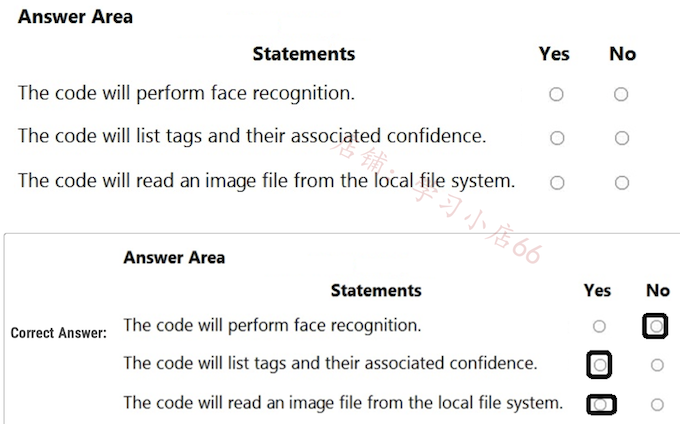 Answer Area
Statements Yes No
The code will perform face recognition.
The code will list tags and their associated confidence.
The code will read an image file from the local file system.
店铺：学习小店66
Answer Area
Statements Yes No
Correct Answer: The code will perform face recognition.
The code will list tags and their associated confidence.
The code will read an image file from the local file system.